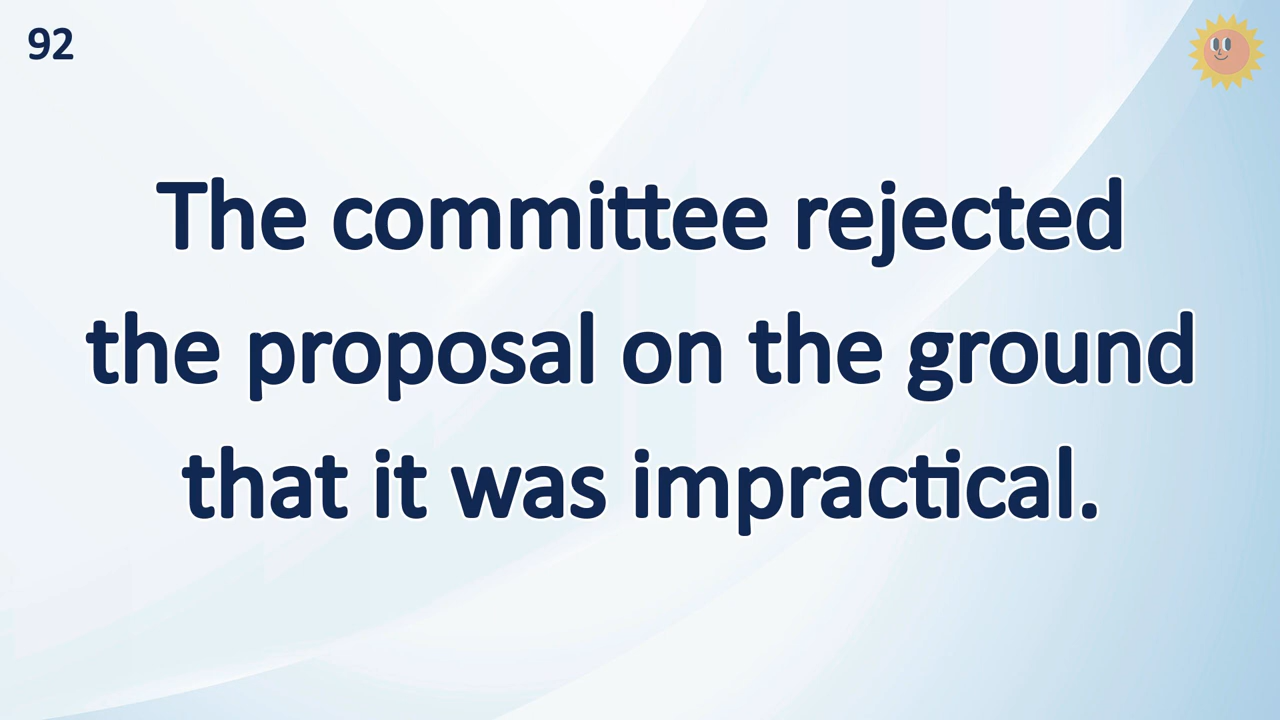 92
The committee rejected
the proposal on the ground
that it was impractical.